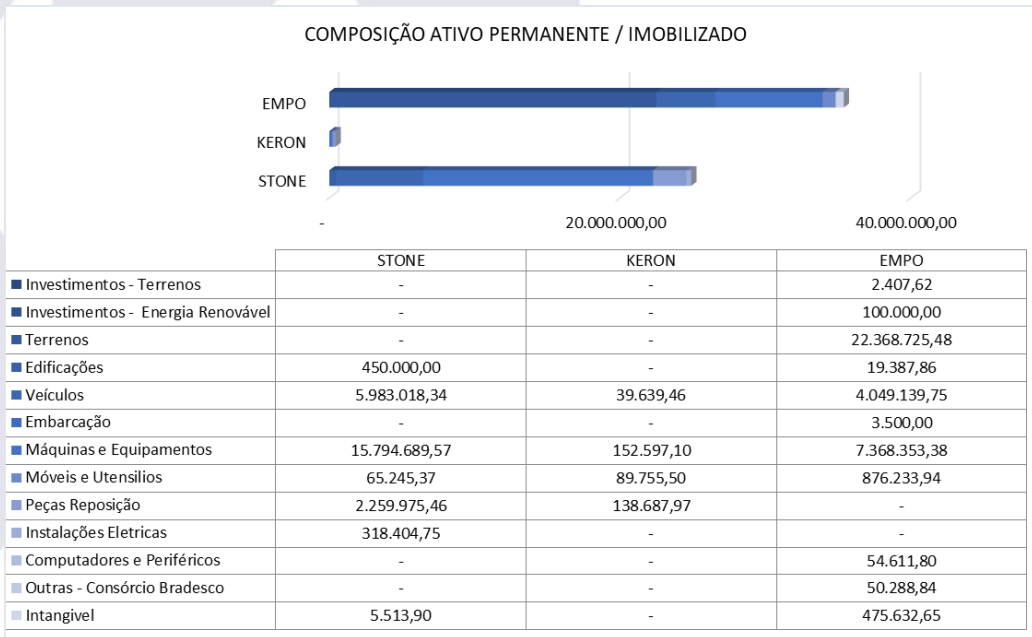 COMPOSIÇÃO ATIVO PERMANENTE / IMOBILIZADO
EMPO
KERON
STONE
- 20.000.000,00 40.000.000,00
STONE KERON EMPO
Investimentos - Terrenos - - 2.407,62
Investimentos - Energia Renovável - - 100.000,00
Terrenos - - 22.368.725,48
Edificações 450.000,00 - 19.387,86
Veículos 5.983.018,34 39.639,46 4.049.139,75
Embarcação - - 3.500,00
Máquinas e Equipamentos 15.794.689,57 152.597,10 7.368.353,38
Móveis e Utensilios 65.245,37 89.755,50 876.233,94
Peças Reposição 2.259.975,46 138.687,97 -
Instalações Eletricas 318.404,75 - -
Computadores e Periféricos - - 54.611,80
Outras - Consórcio Bradesco - - 50.288,84
Intangivel 5.513,90 - 475.632,65